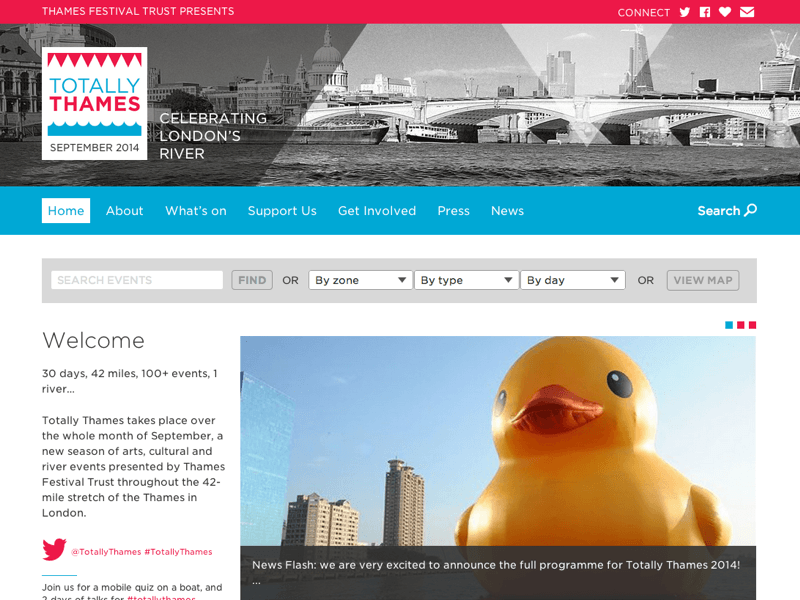 THAMES FESTIVAL TRUST PRESENTS
CONNECT
TOTALLY
THAMES
SEPTEMBER 2014
CELEBRATING
LONDON'S
RIVER
Home About What's on Support Us Get Involved Press News Search
SEARCH EVENTS FIND OR By zone By type By day OR VIEW MAP
Welcome
30 days, 42 miles, 100+ events, 1
river...
Totally Thames takes place over
the whole month of September, a
new season of arts, cultural and
river events presented by Thames
Festival Trust throughout the 42-
mile stretch of the Thames in
London.
@TotallyThames #TotallyThames
Join us for a mobile quiz on a boat, and
2 days of talks for #totallythames
News Flash: we are very excited to announce the full programme for Totally Thames 2014!
...